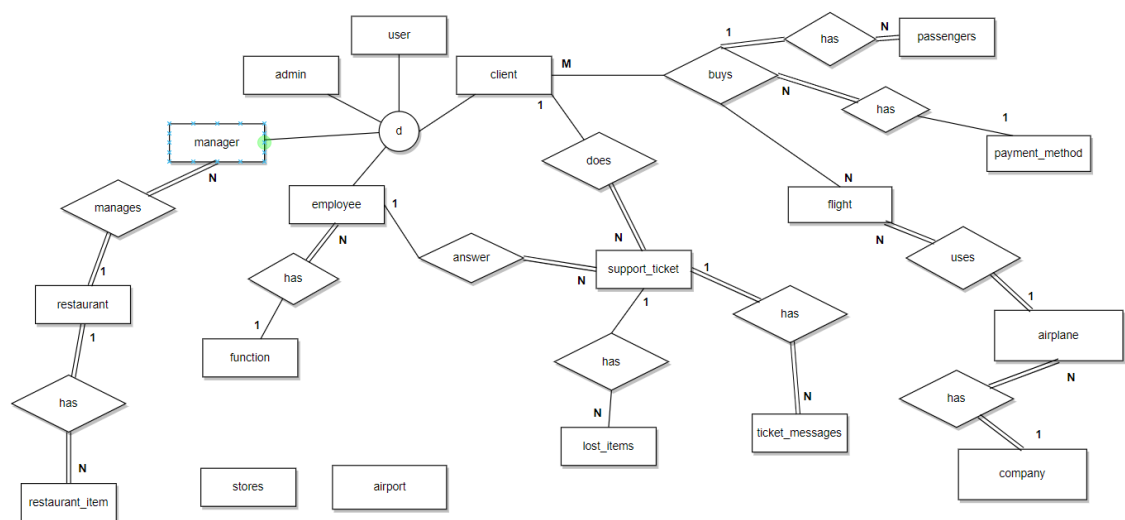 user
admin
client
M
1
has
N
passengers
buys
N
has
1
payment_method
d
1
manager
N
does
manages
employee
1
N
N
flight
N
uses
answer
N
N
support_ticket
1
1
has
1
restaurant
1
1
has
1
airplane
N
function
has
N
has
N
has
1
lost_items
ticket_messages
company
N
restaurant_item
stores
airport